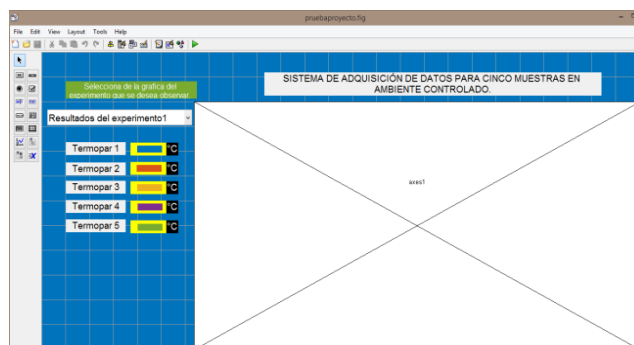 pruebaproyecto.fig
File Edit View Layout Tools Help
SISTEMA DE ADQUISICIÓN DE DATOS PARA CINCO MUESTRAS EN
AMBIENTE CONTROLADO.
Selecciona de la grafica del
experimento que se desea observar
Resultados del experimento1
Termopar 1 °C
Termopar 2 °C
Termopar 3 °C
Termopar 4 °C
Termopar 5 °C
axes1